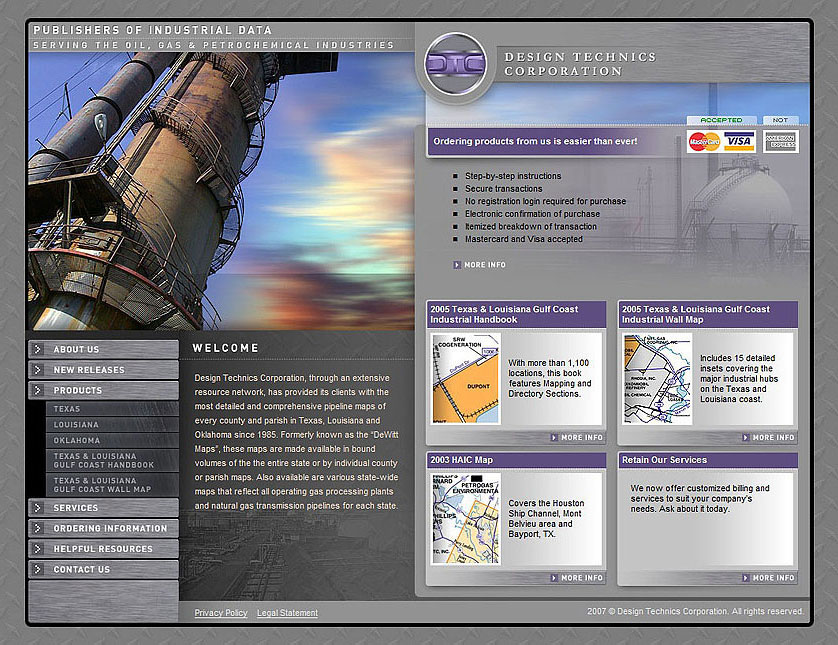 PUBLISHERS OF INDUSTRIAL DATA
SERVING THE OIL, GAS & PETROCHEMICAL INDUSTRIES
DTC
DESIGN TECHNICS
CORPORATION
ACCEPTED
NOT
Ordering products from us is easier than ever!
MasterCard
VISA
AMERICAN
EXPRESS
Step-by-step instructions
Secure transactions
No registration login required for purchase
Electronic confirmation of purchase
Itemized breakdown of transaction
Mastercard and Visa accepted
MORE INFO
ABOUT US
NEW RELEASES
PRODUCTS
TEXAS
LOUISIANA
OKLAHOMA
TEXAS & LOUISIANA
GULF COAST HANDBOOK
TEXAS & LOUISIANA
GULF COAST WALL MAP
SERVICES
ORDERING INFORMATION
HELPFUL RESOURCES
CONTACT US
WELCOME
Design Technics Corporation, through an extensive
resource network, has provided its clients with the
most detailed and comprehensive pipeline maps of
every county and parish in Texas, Louisiana and
Oklahoma since 1985. Formerly known as the "DeWitt
Maps", these maps are made available in bound
volumes of the the entire state or by individual county
or parish maps. Also available are various state-wide
maps that reflect all operating gas processing plants
and natural gas transmission pipelines for each state.
2005 Texas & Louisiana Gulf Coast
Industrial Handbook
SRW
COGENERATION
DUPONT
With more than 1,100
locations, this book
features Mapping and
Directory Sections.
MORE INFO
2005 Texas & Louisiana Gulf Coast
Industrial Wall Map
Includes 15 detailed
insets covering the
major industrial hubs
on the Texas and
Louisiana coast.
MORE INFO
2003 HAIC Map
PETROGAS
ENVIRONMENTA
Covers the Houston
Ship Channel, Mont
Belvieu area and
Bayport, TX.
MORE INFO
Retain Our Services
We now offer customized billing and
services to suit your company's
needs. Ask about it today.
MORE INFO
Privacy Policy Legal Statement
2007 © Design Technics Corporation. All rights reserved.